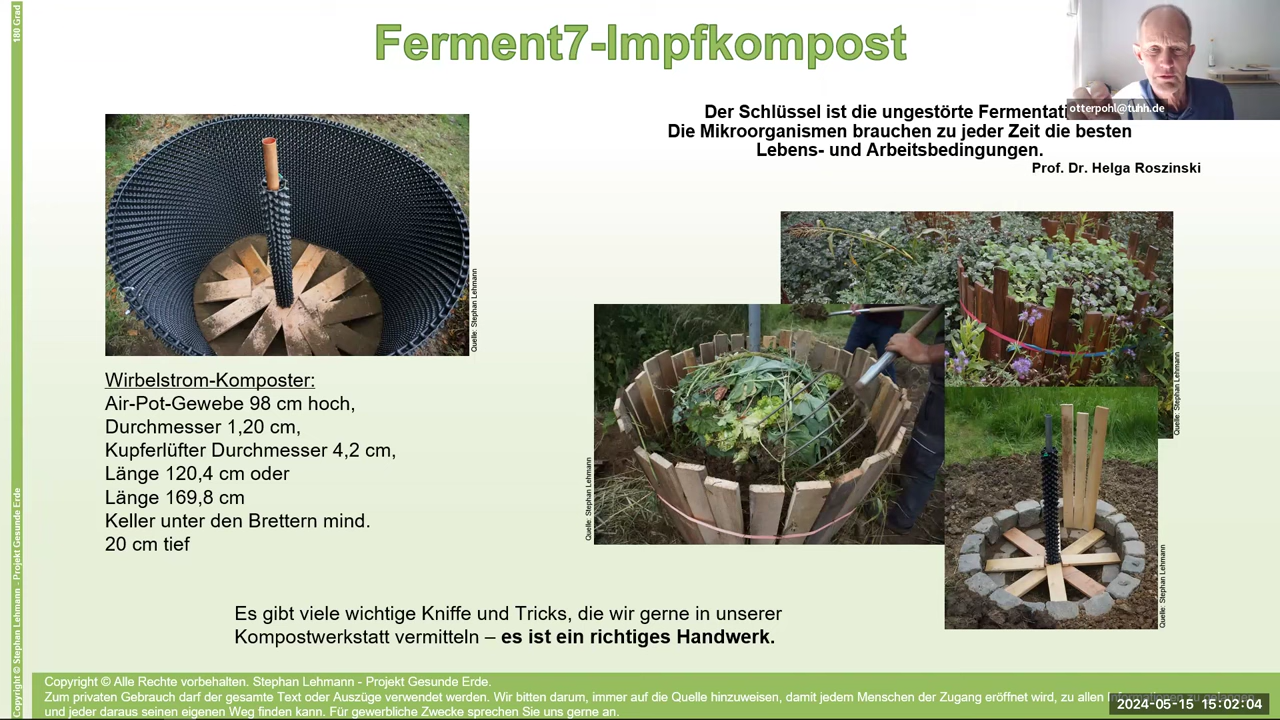 180 Grad
Copyright © Stephan Lehmann - Projekt Gesunde Erde
Ferment7-Impfkompost
otterpohl@tuhh.de
Der Schlüssel ist die ungestörte
Die Mikroorganismen brauchen zu jeder Zeit die besten
Lebens- und Arbeitsbedingungen.
Prof. Dr. Helga Roszinski
Quelle: Stephan Lehmann
Wirbelstrom-Komposter:
Air-Pot-Gewebe 98 cm hoch,
Durchmesser 1,20 cm,
Kupferlüfter Durchmesser 4,2 cm,
Länge 120,4 cm oder
Länge 169,8 cm
Keller unter den Brettern mind.
20 cm tief
Quelle: Stephan Lehmann
Quelle: Stephan Lehmann
Quelle: Stephan Lehmann
Es gibt viele wichtige Kniffe und Tricks, die wir gerne in unserer
Kompostwerkstatt vermitteln – es ist ein richtiges Handwerk.
Copyright © Alle Rechte vorbehalten. Stephan Lehmann - Projekt Gesunde Erde.
Zum privaten Gebrauch darf der gesamte Text oder Auszüge verwendet werden. Wir bitten darum, immer auf die Quelle hinzuweisen, damit jedem Menschen der Zugang eröffnet wird, zu allen
und jeder daraus seinen eigenen Weg finden kann. Für gewerbliche Zwecke sprechen Sie uns gerne an.
2024-05-15 15:02:04